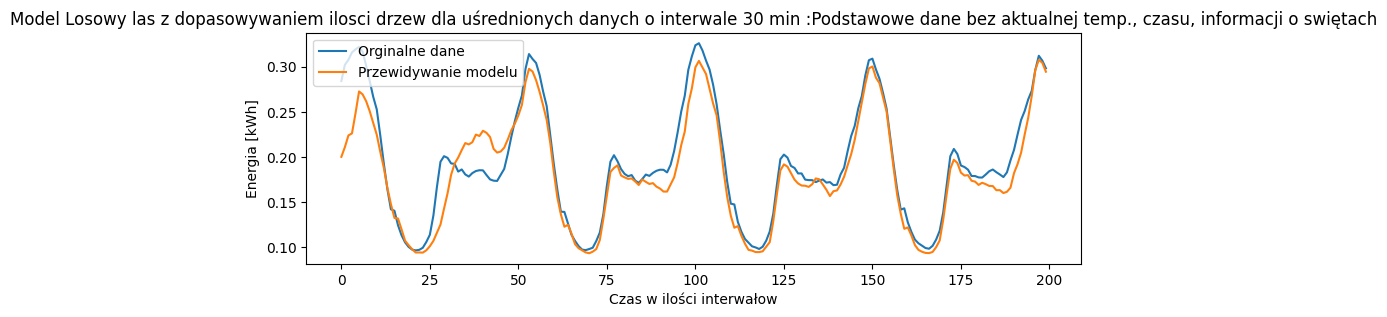 Model Losowy las z dopasowywaniem ilosci drzew dla uśrednionych danych o interwale 30 min :Podstawowe dane bez aktualnej temp., czasu, informacji o swiętach
Orginalne dane
Przewidywanie modelu
Energia [kWh]
0.30
0.25
0.20
0.15
0.10
0 25 50 75 100 125 150 175 200
Czas w ilości interwałow